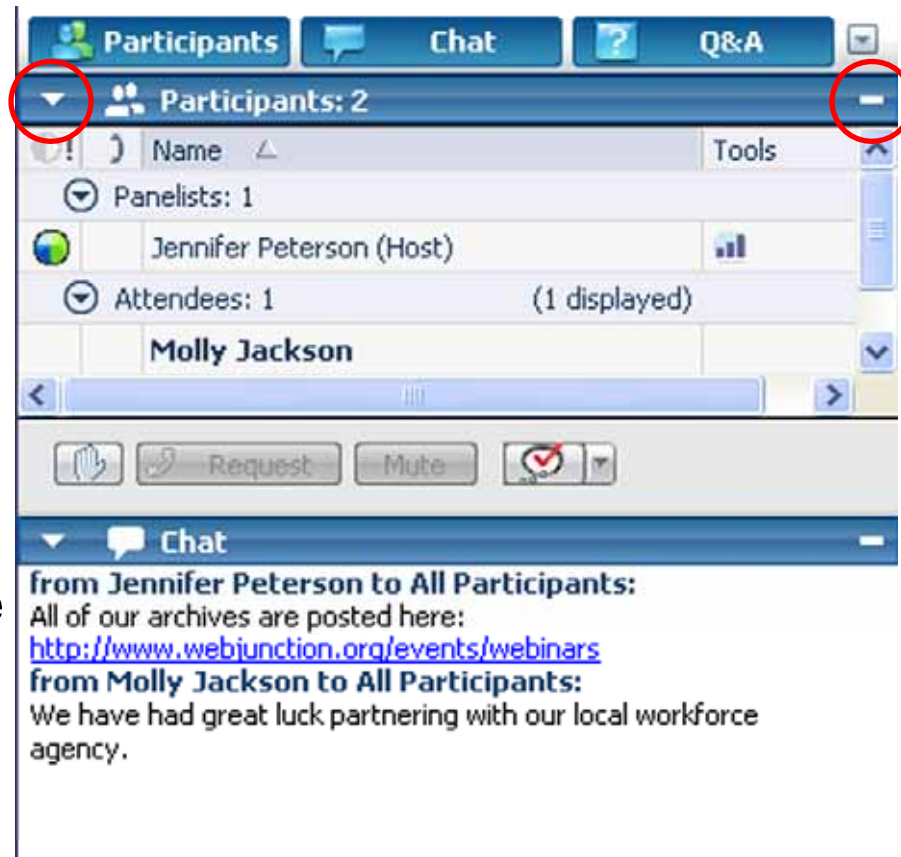 Participants Chat ? Q&A
Participants: 2
! Name Tools
Panelists: 1
Jennifer Peterson (Host)
Attendees: 1 (1 displayed)
Molly Jackson
Request Mute
Chat
from Jennifer Peterson to All Participants:
All of our archives are posted here:
http://www.webjunction.org/events/webinars
from Molly Jackson to All Participants:
We have had great luck partnering with our local workforce
agency.